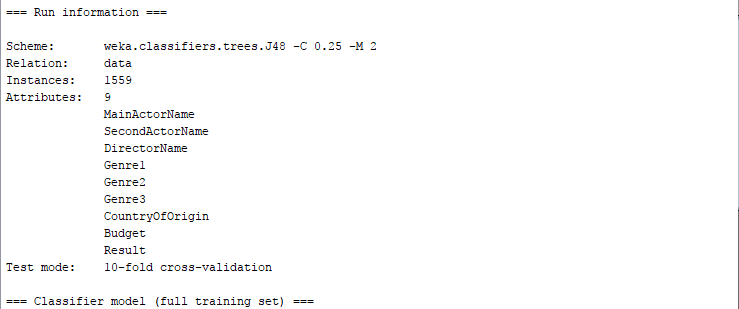 === Run information ===
Scheme: weka.classifiers.trees.J48 -C 0.25 -M 2
Relation: data
Instances: 1559
Attributes: 9
MainActorName
SecondActorName
DirectorName
Genre1
Genre2
Genre3
CountryOfOrigin
Budget
Result
Test mode: 10-fold cross-validation
=== Classifier model (full training set) ===